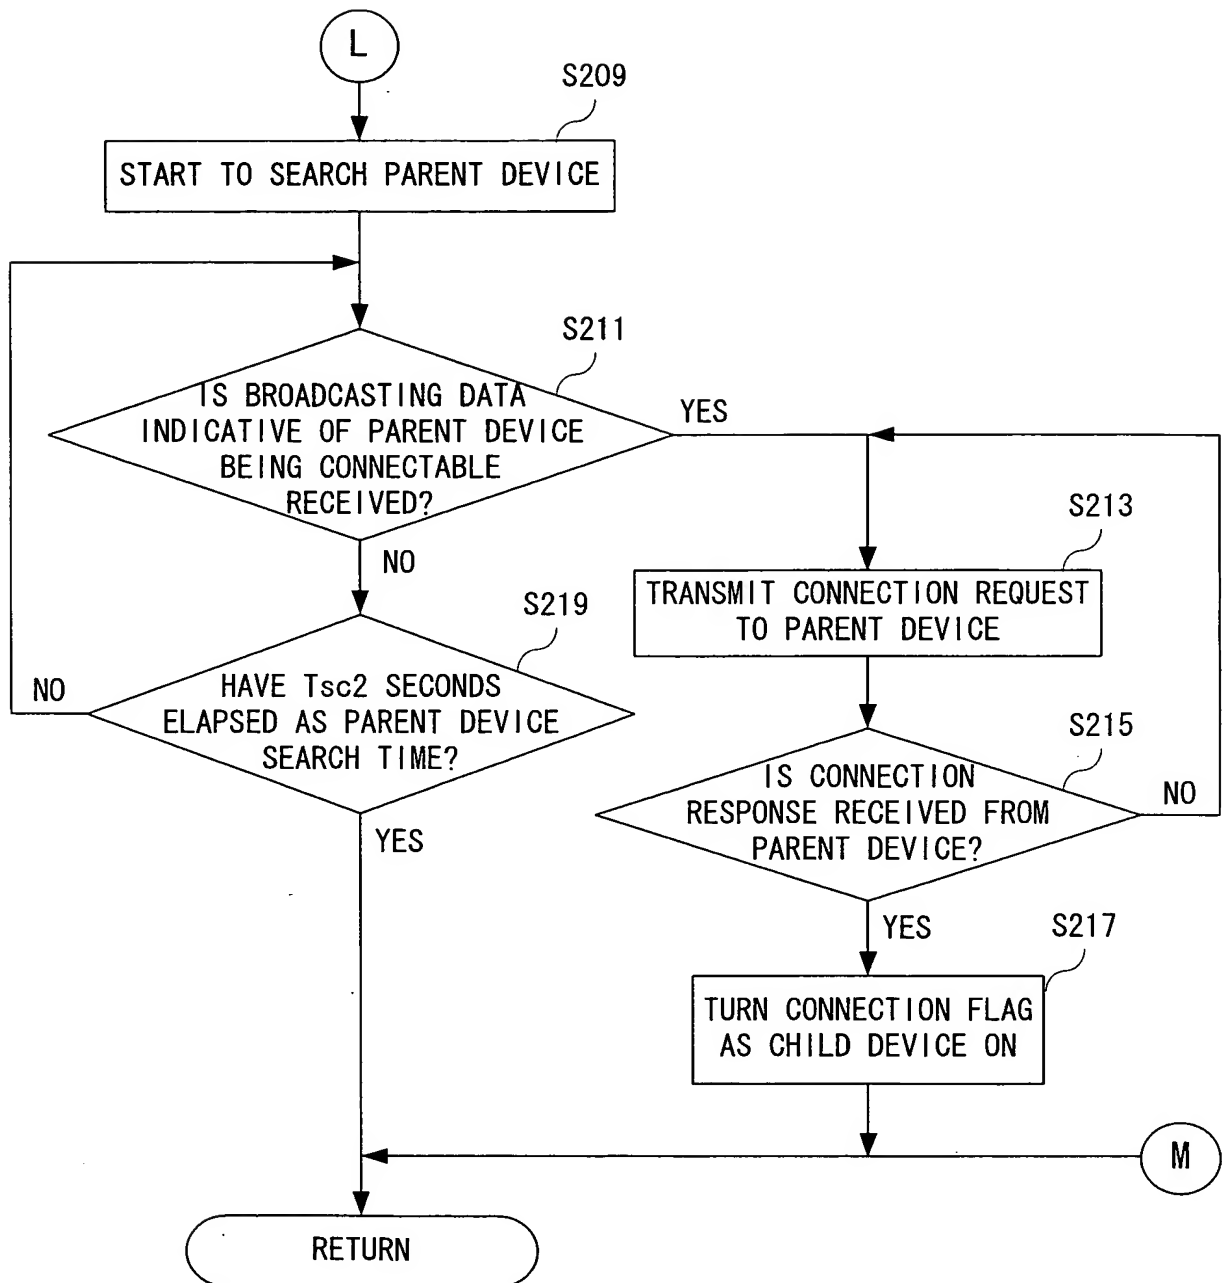 L
S209
START TO SEARCH PARENT DEVICE
S211
IS BROADCASTING DATA
INDICATIVE OF PARENT DEVICE
BEING CONNECTABLE
RECEIVED?
YES
NO
S213
TRANSMIT CONNECTION REQUEST
TO PARENT DEVICE
S219
HAVE Tsc2 SECONDS
ELAPSED AS PARENT DEVICE
SEARCH TIME?
NO
YES
S215
IS CONNECTION
RESPONSE RECEIVED FROM
PARENT DEVICE?
NO
YES
S217
TURN CONNECTION FLAG
AS CHILD DEVICE ON
M
RETURN